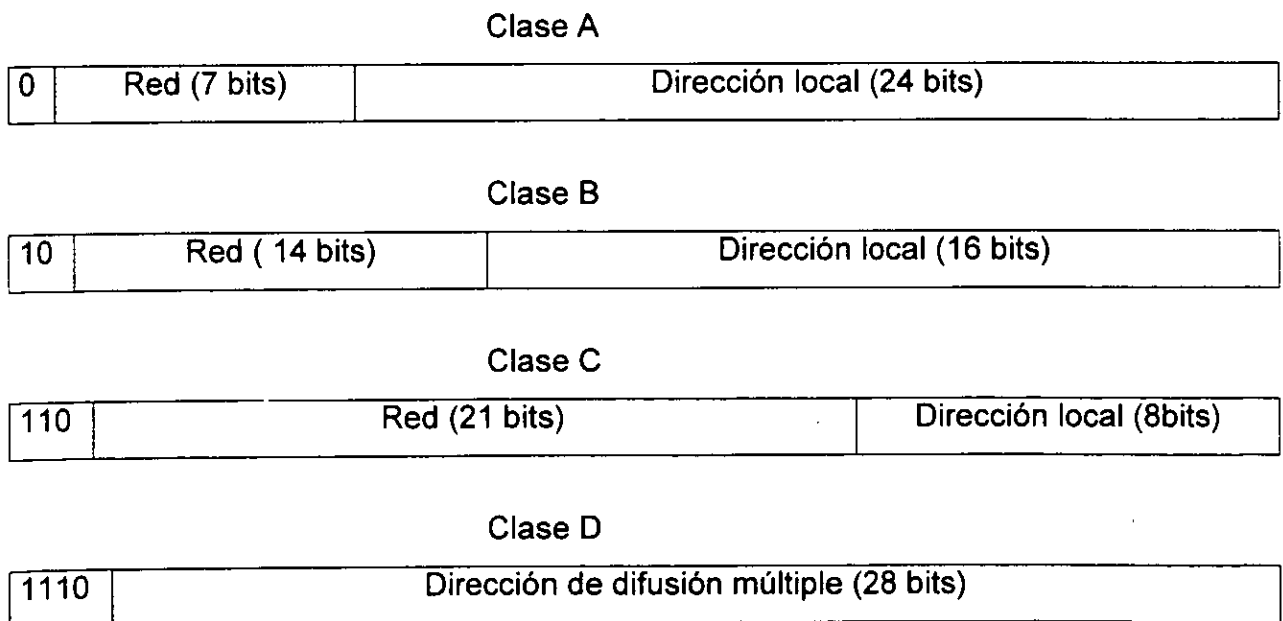 Clase A
0 Red (7 bits) Dirección local (24 bits)
Clase B
10 Red ( 14 bits) Dirección local (16 bits)
Clase C
110 Red (21 bits) Dirección local (8bits)
Clase D
1110 Dirección de difusión múltiple (28 bits)